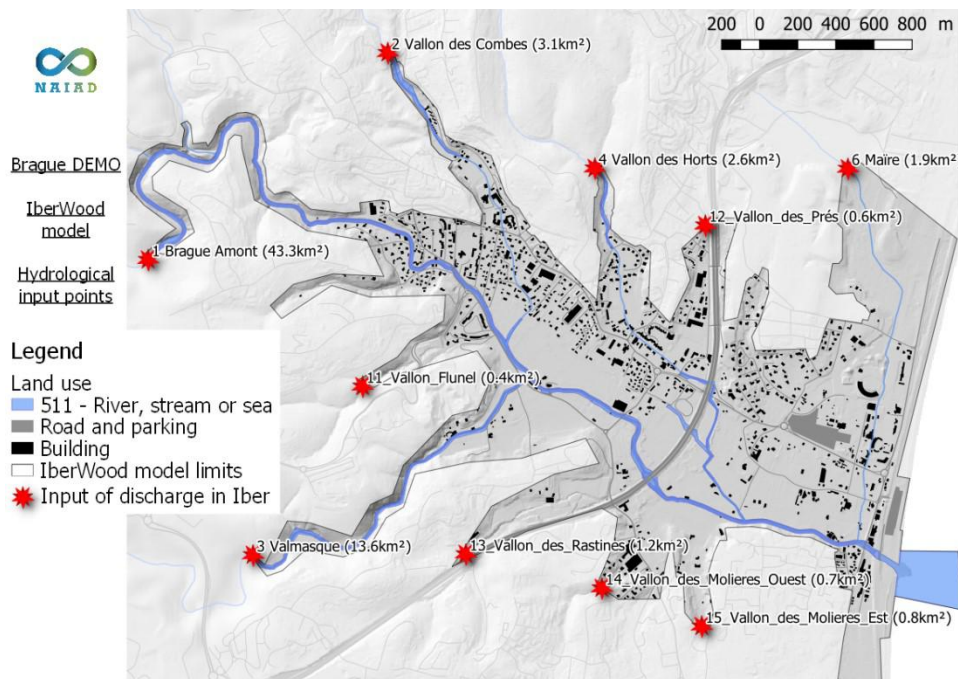 NAIAD
Brague DEMO
IberWood
model
Hydrological
input points
Legend
Land use
511 - River, stream or sea
Road and parking
Building
IberWood model limits
Input of discharge in Iber
200 0 200 400 600 800 m
2 Vallon des Combes (3.1km²)
4 Vallon des Horts (2.6km²)
6 Maïre (1.9km²
12_Vallon_des_Prés (0.6km²)
1 Brague Amont (43.3km²)
11_Vallon_Flunel (0.4km²)
3 Valmasque (13.6km²)
13_Vallon_des_Rastines (1.2km²)
14_Vallon_des_Molieres_Ouest (0.7km²)
15_Vallon_des_Molieres_Est (0.8km²)